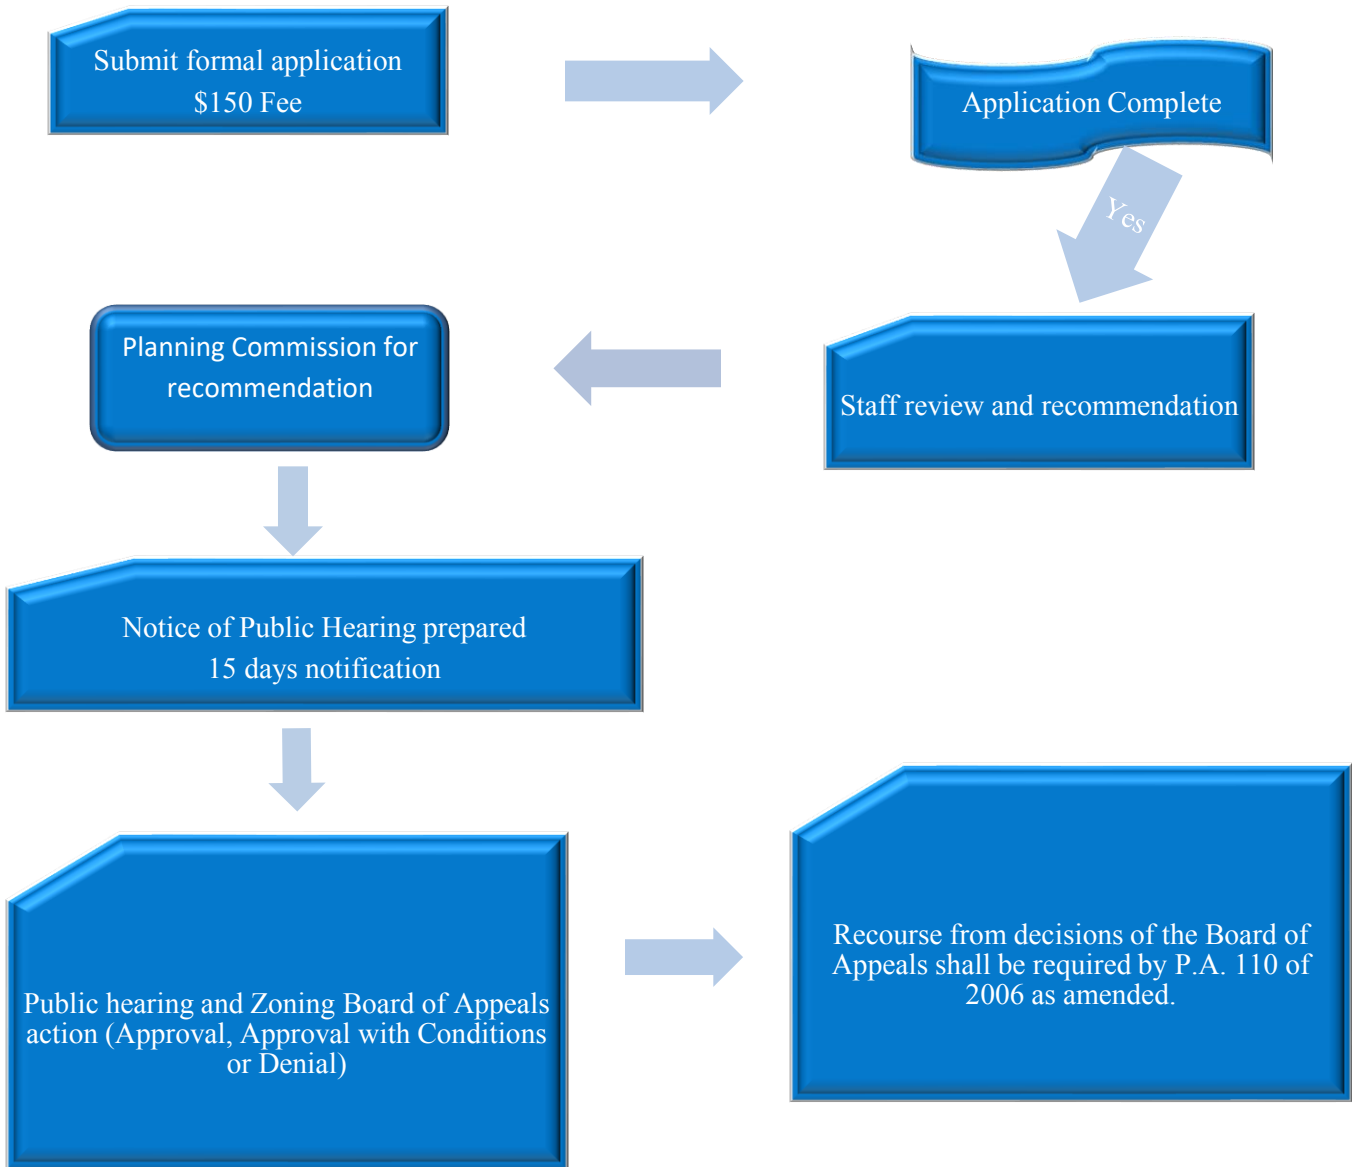 Submit formal application
$150 Fee
Application Complete
Yes
Staff review and recommendation
Planning Commission for
recommendation
Notice of Public Hearing prepared
15 days notification
Public hearing and Zoning Board of Appeals
action (Approval, Approval with Conditions
or Denial)
Recourse from decisions of the Board of
Appeals shall be required by P.A. 110 of
2006 as amended.